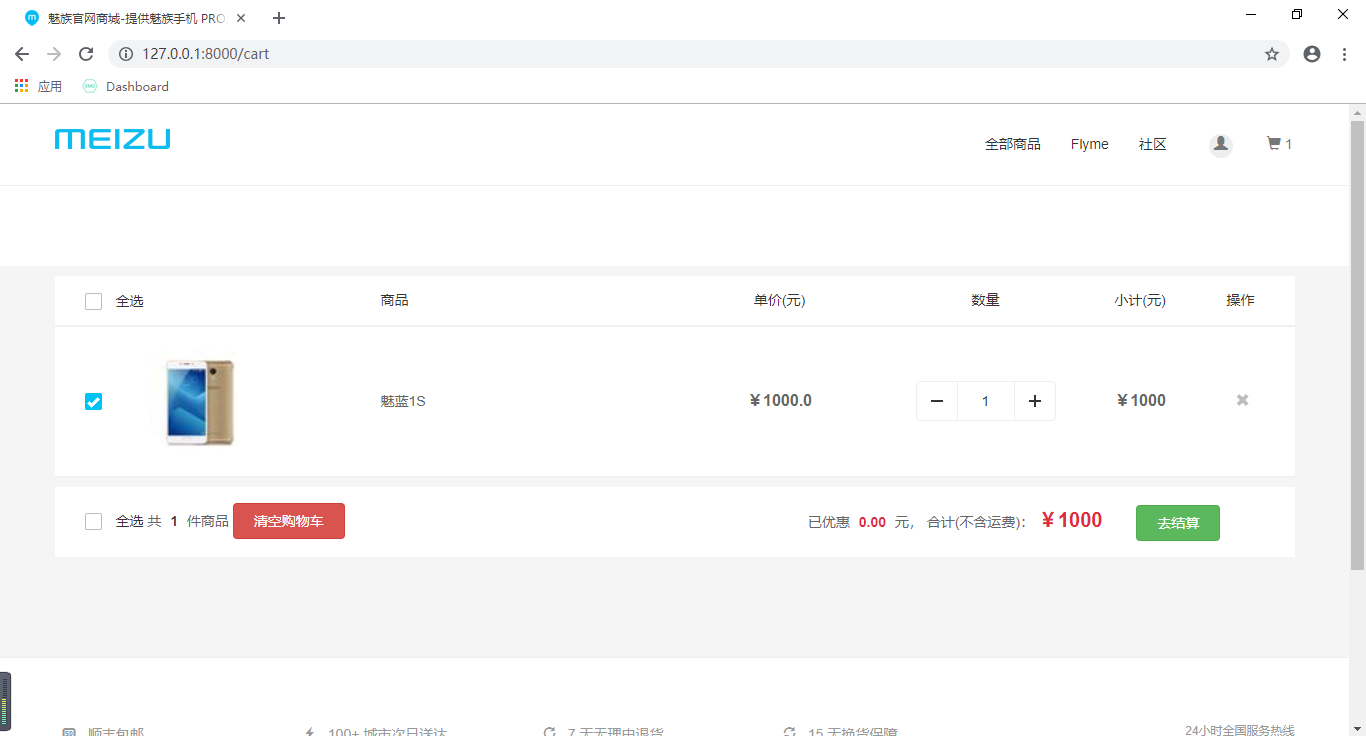 魅族官网商城-提供魅族手机 PRO
127.0.0.1:8000/cart
应用 Dashboard
MEIZU
全部商品 Flyme 社区 1
全选 商品 单价(元) 数量 小计(元) 操作
魅蓝1S ¥1000.0 1 ¥1000
全选 共 1 件商品 清空购物车 已优惠 0.00 元， 合计(不含运费)： ¥1000 去结算
顺丰包邮 100+ 城市次日送达 7 天无理由退货 15 天换货保障 24小时全国服务热线